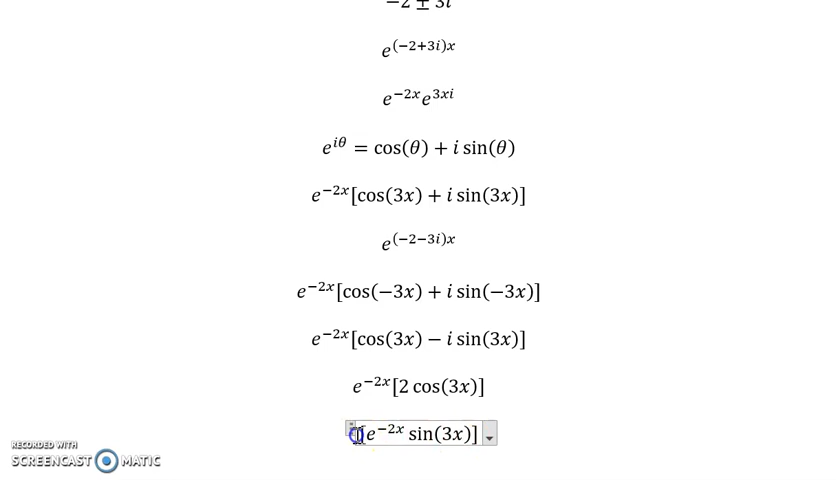 −2 ± 3i
e^{(−2+3i)x}
e^{−2x}e^{3xi}
e^{iθ} = cos(θ) + i sin(θ)
e^{−2x}[cos(3x) + i sin(3x)]
e^{(−2−3i)x}
e^{−2x}[cos(−3x) + i sin(−3x)]
e^{−2x}[cos(3x) − i sin(3x)]
e^{−2x}[2 cos(3x)]
[e^{−2x} sin(3x)]
RECORDED WITH
SCREENCAST MATIC